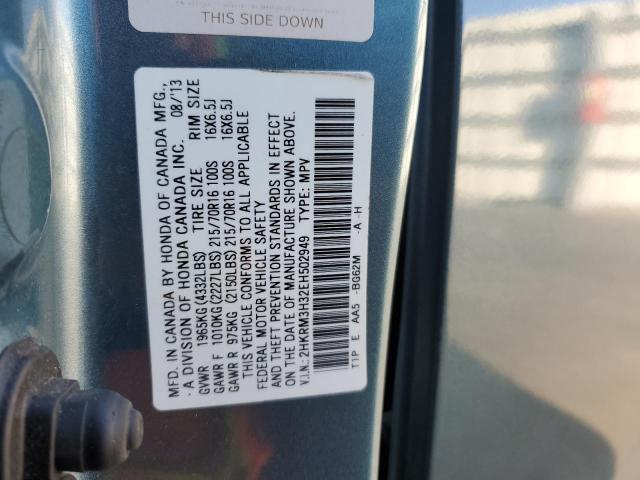 THIS SIDE DOWN
MFD. IN CANADA BY HONDA OF CANADA MFG.,
A DIVISION OF HONDA CANADA INC. 08/13
TIRE SIZE RIM SIZE
GVWR 1965KG(4332LBS)
GAWR F 1010KG(2227LBS) 215/70R16 100S 16X6.5J
GAWR R 975KG (2150LBS) 215/70R16 100S 16X6.5J
THIS VEHICLE CONFORMS TO ALL APPLICABLE
FEDERAL MOTOR VEHICLE SAFETY
AND THEFT PREVENTION STANDARDS IN EFFECT
ON THE DATE OF MANUFACTURE SHOWN ABOVE.
V.I.N.: 2HKRM3H32EH502949 TYPE: MPV
T1P E AA5 -BG62M -A -H